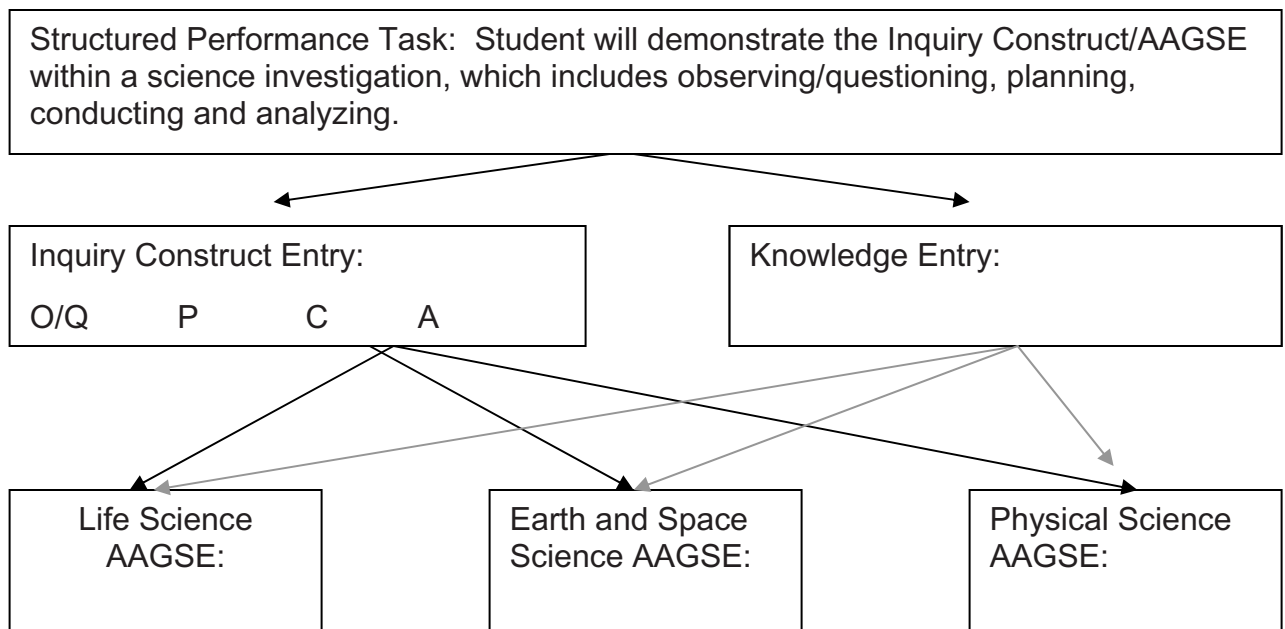 Structured Performance Task:  Student will demonstrate the Inquiry Construct/AAGSE
within a science investigation, which includes observing/questioning, planning,
conducting and analyzing.
Inquiry Construct Entry:
O/Q P C A
Knowledge Entry:
Life Science
AAGSE:
Earth and Space
Science AAGSE:
Physical Science
AAGSE: